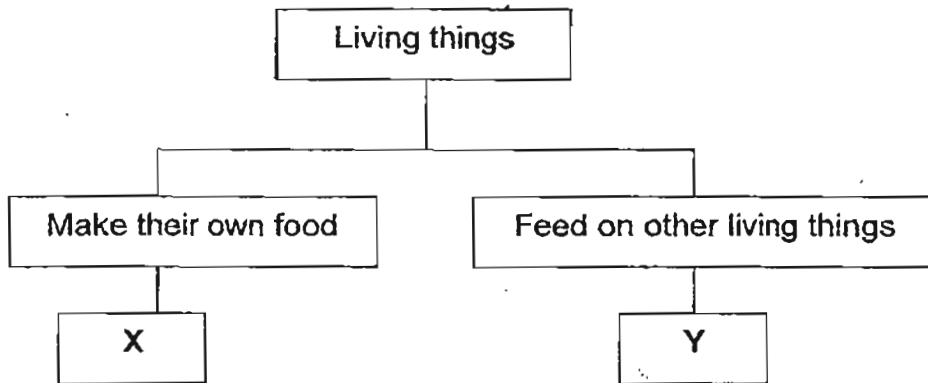 Living things
Make their own food
Feed on other living things
X
Y